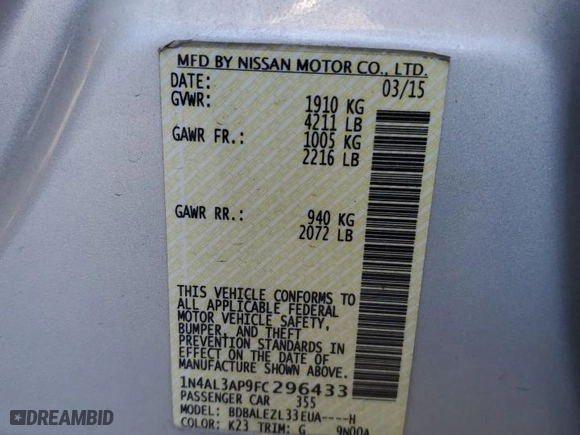 MFD BY NISSAN MOTOR CO., LTD.
DATE: 03/15
GVWR: 1910 KG
4211 LB
GAWR FR.: 1005 KG
2216 LB
GAWR RR.: 940 KG
2072 LB
THIS VEHICLE CONFORMS TO
ALL APPLICABLE FEDERAL
MOTOR VEHICLE SAFETY,
BUMPER, AND THEFT
PREVENTION STANDARDS IN
EFFECT ON THE DATE OF
MANUFACTURE SHOWN ABOVE.
1N4AL3AP9FC296433
PASSENGER CAR 355
MODEL: BDBALEZL33EUA----H
COLOR: K23 TRIM: G 9N00A
DREAMBID